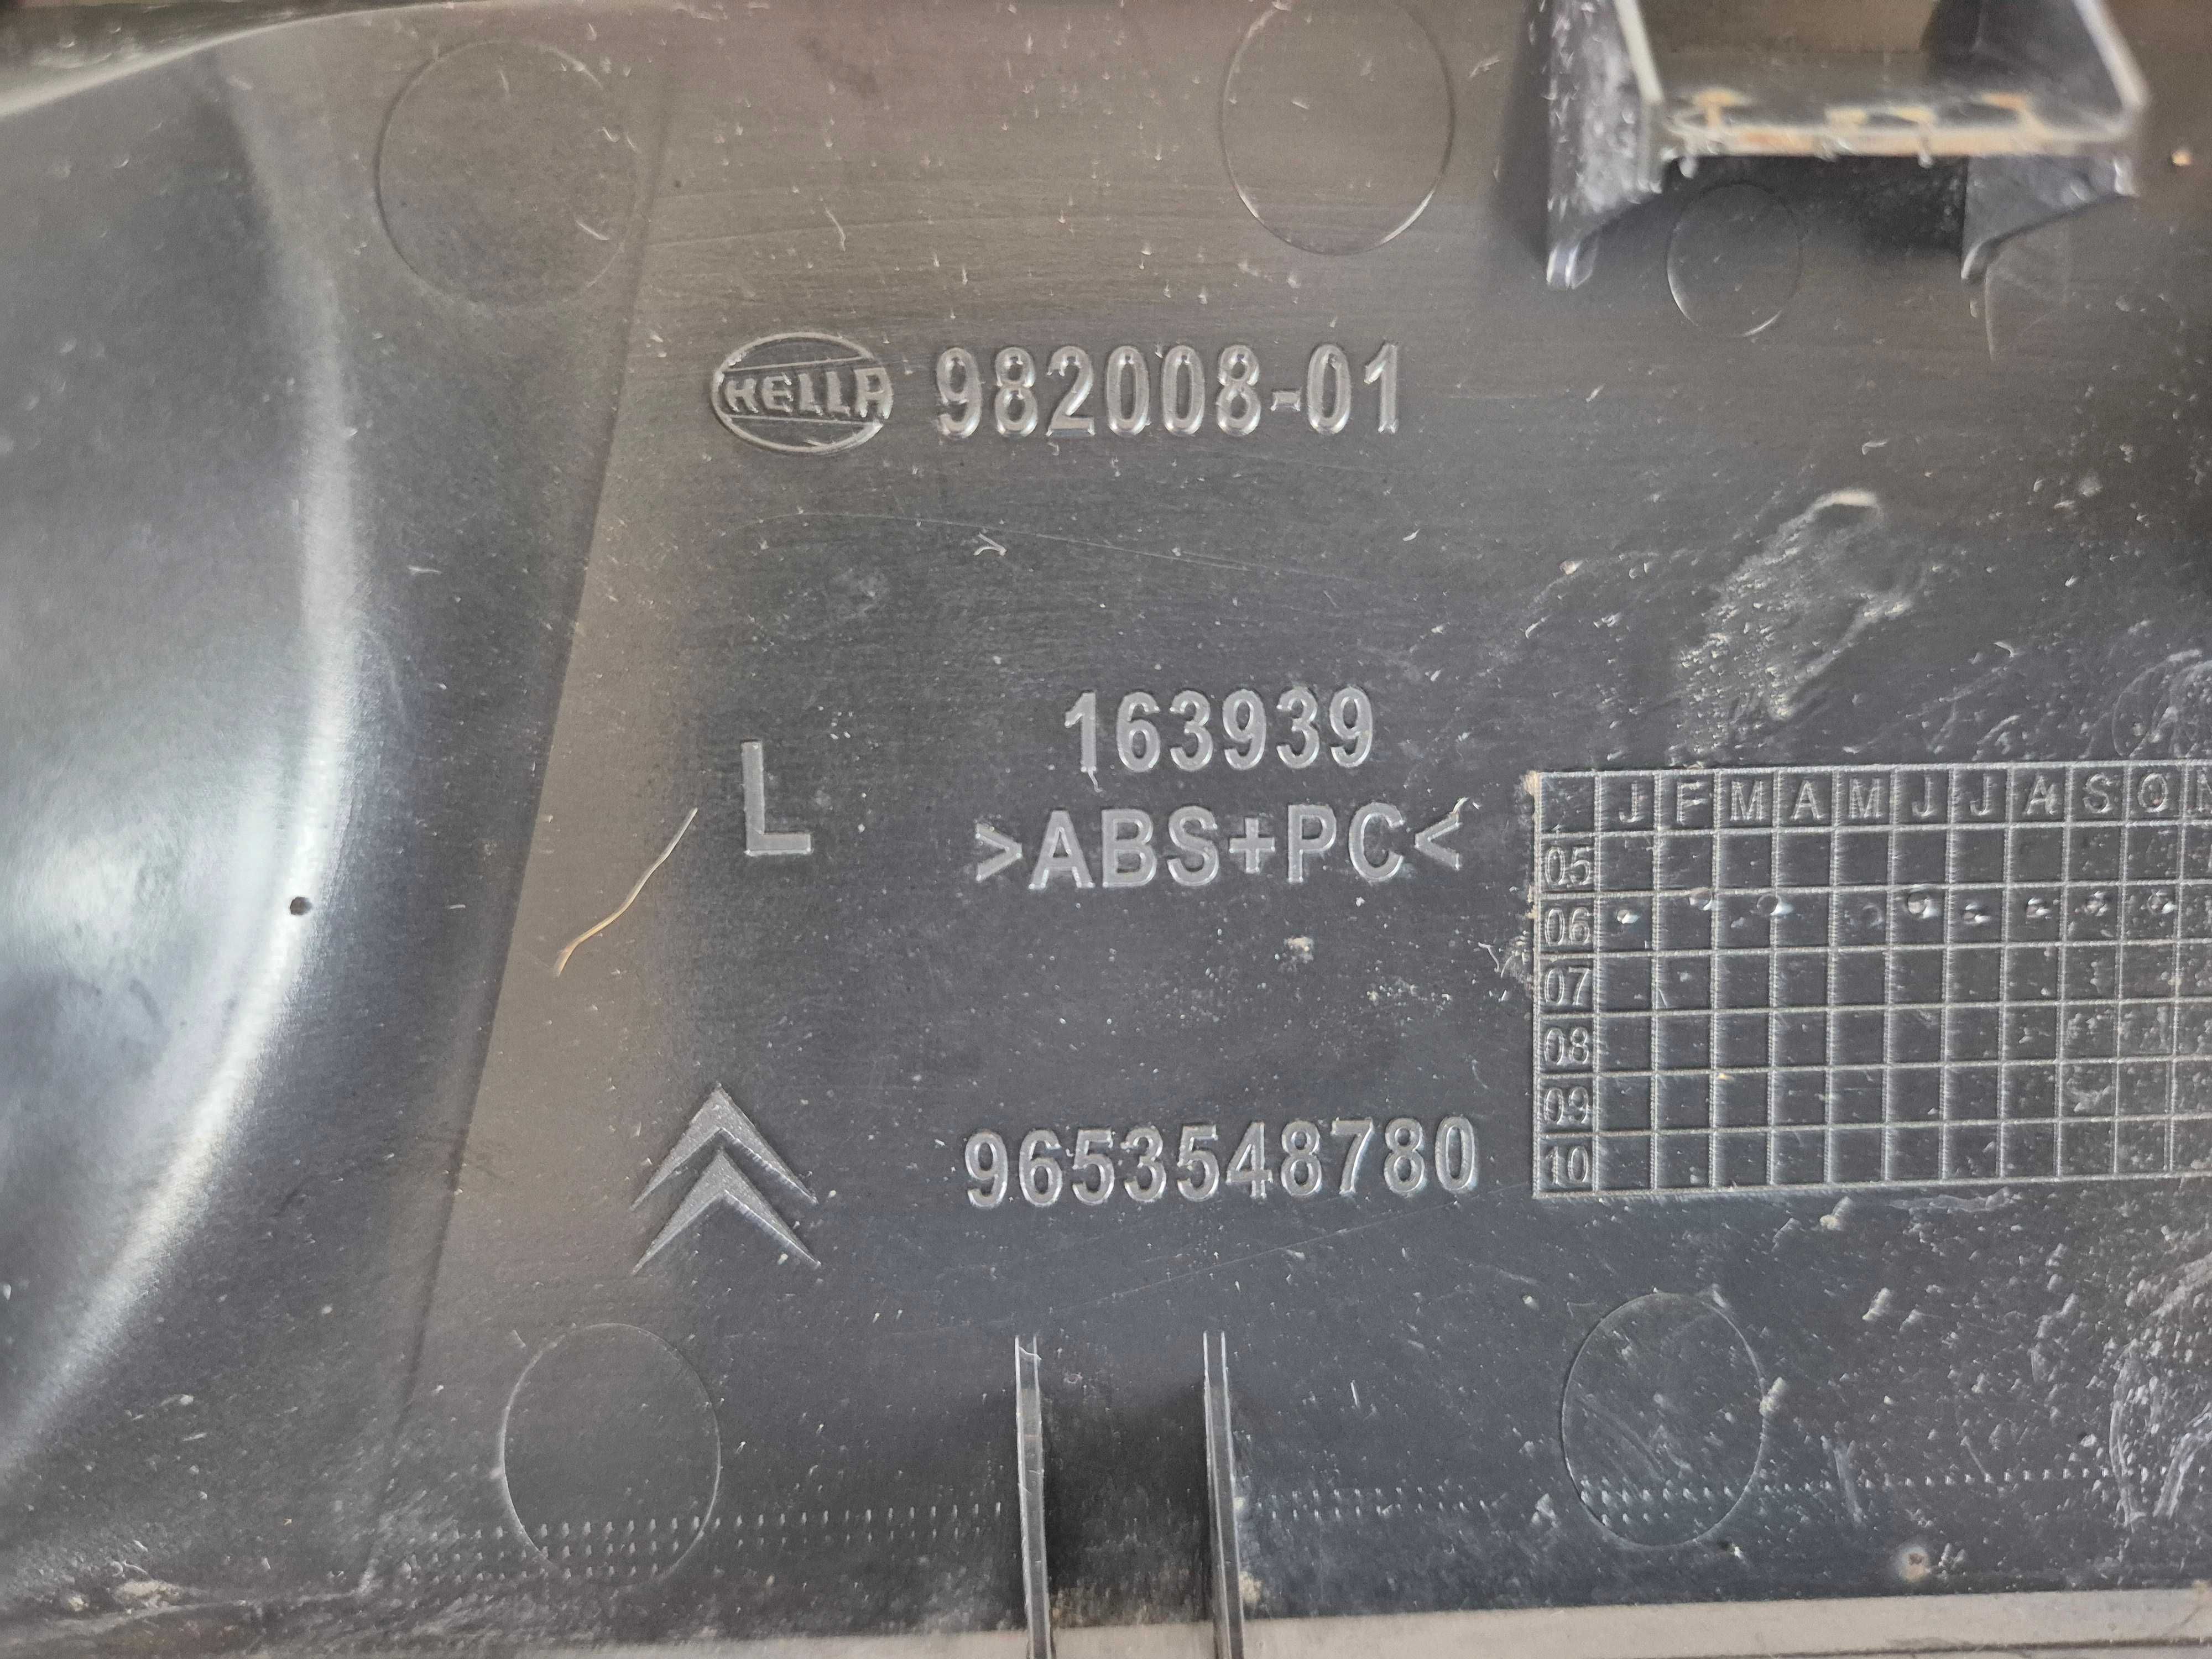 HELLA 982008-01
163939
L
>ABS+PC<
J F M A M J J A S O N
05
06
07
08
09
10
9653548780